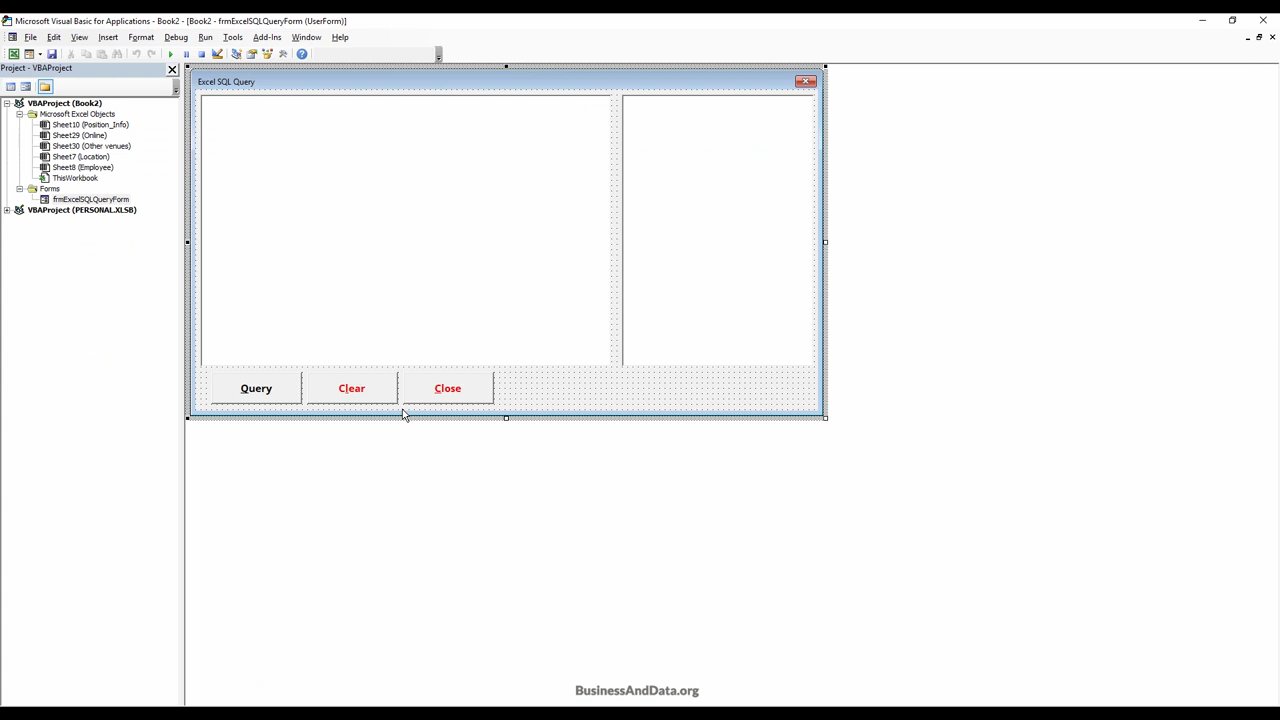 Microsoft Visual Basic for Applications - Book2 - [Book2 - frmExcelSQLQueryForm (UserForm)]
File Edit View Insert Format Debug Run Tools Add-Ins Window Help
Project - VBAProject
VBAProject (Book2)
Microsoft Excel Objects
Sheet10 (Position_Info)
Sheet29 (Online)
Sheet30 (Other venues)
Sheet7 (Location)
Sheet8 (Employee)
ThisWorkbook
Forms
frmExcelSQLQueryForm
VBAProject (PERSONAL.XLSB)
Excel SQL Query
Query Clear Close
BusinessAndData.org